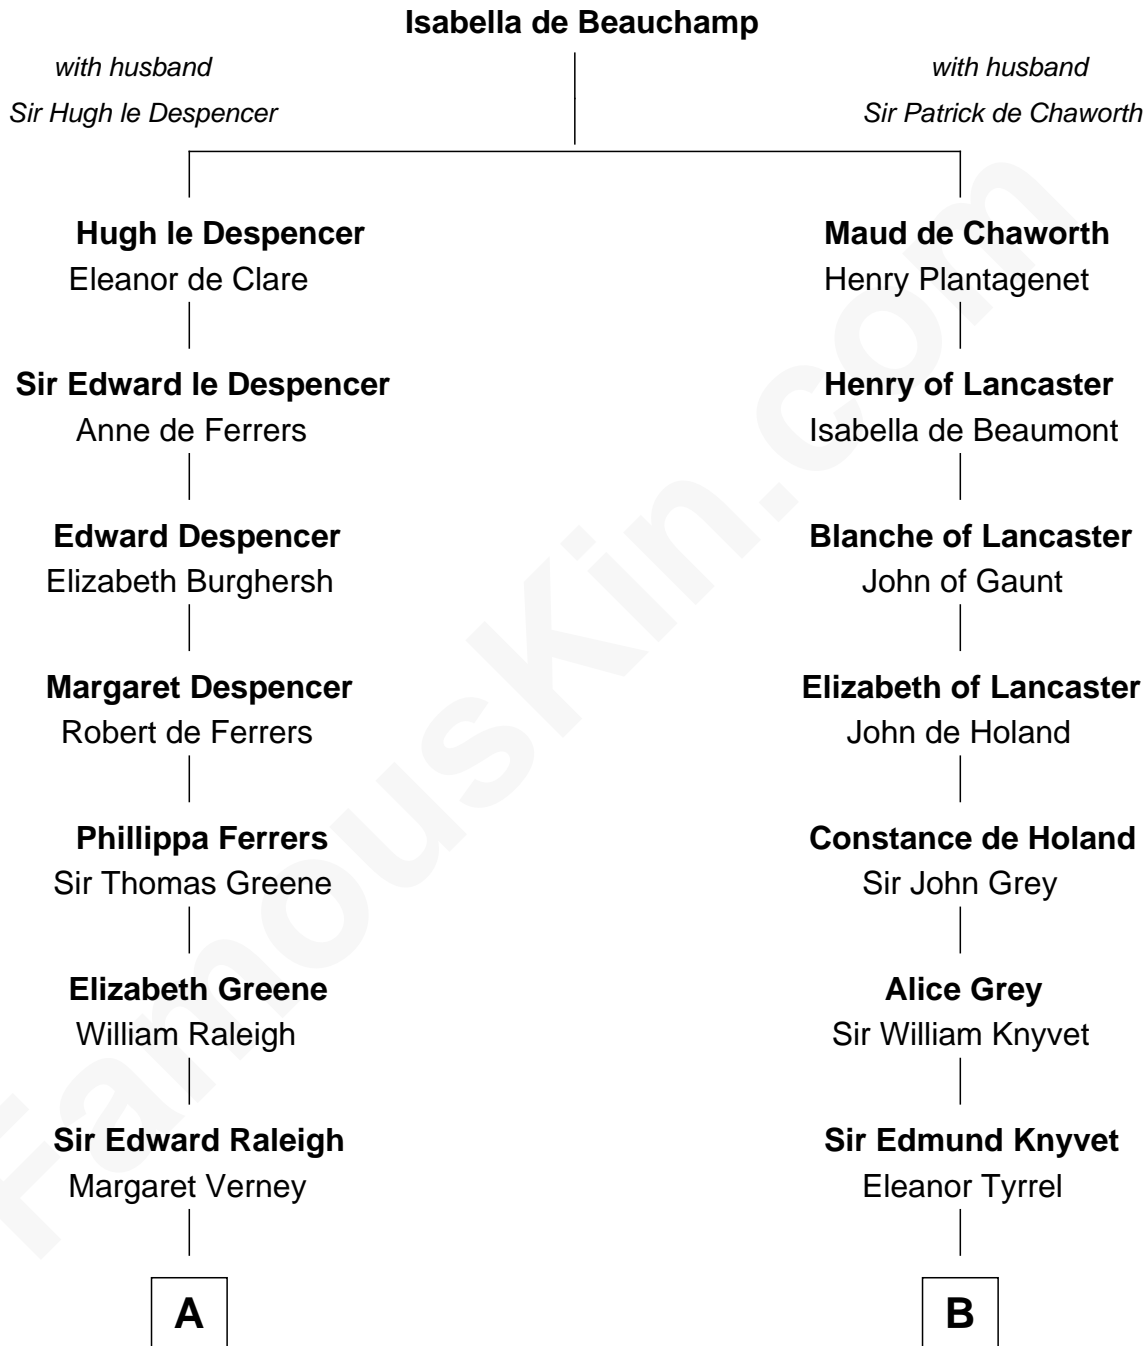 Isabella de Beauchamp
with husband
Sir Hugh le Despencer
with husband
Sir Patrick de Chaworth
Hugh le Despencer
Eleanor de Clare
Maud de Chaworth
Henry Plantagenet
Sir Edward le Despencer
Anne de Ferrers
Henry of Lancaster
Isabella de Beaumont
Edward Despencer
Elizabeth Burghersh
Blanche of Lancaster
John of Gaunt
Margaret Despencer
Robert de Ferrers
Elizabeth of Lancaster
John de Holand
Phillippa Ferrers
Sir Thomas Greene
Constance de Holand
Sir John Grey
Elizabeth Greene
William Raleigh
Alice Grey
Sir William Knyvet
Sir Edward Raleigh
Margaret Verney
Sir Edmund Knyvet
Eleanor Tyrrel
A
B
FamousKin.com